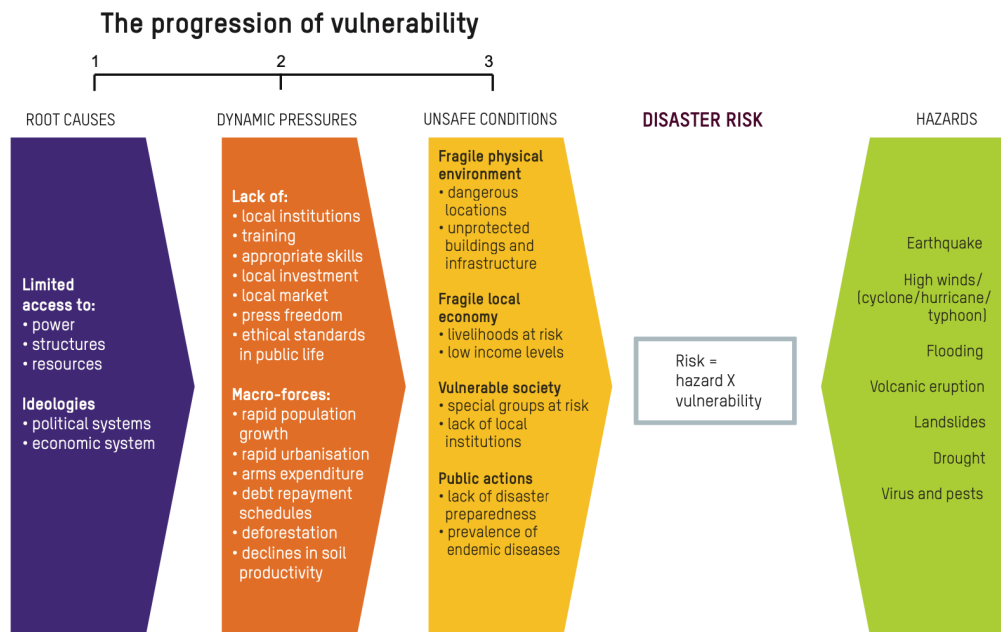 The progression of vulnerability
1
2
3
ROOT CAUSES
DYNAMIC PRESSURES
UNSAFE CONDITIONS
DISASTER RISK
HAZARDS
Limited
access to:
• power
• structures
• resources
Ideologies
• political systems
• economic system
Lack of:
• local institutions
• training
• appropriate skills
• local investment
• local market
• press freedom
• ethical standards
in public life
Macro-forces:
• rapid population
growth
• rapid urbanisation
• arms expenditure
• debt repayment
schedules
• deforestation
• declines in soil
productivity
Fragile physical
environment
• dangerous
locations
• unprotected
buildings and
infrastructure
Fragile local
economy
• livelihoods at risk
• low income levels
Vulnerable society
• special groups at risk
• lack of local
institutions
Public actions
• lack of disaster
preparedness
• prevalence of
endemic diseases
Risk =
hazard X
vulnerability
Earthquake
High winds/
(cyclone/hurricane/
typhoon)
Flooding
Volcanic eruption
Landslides
Drought
Virus and pests